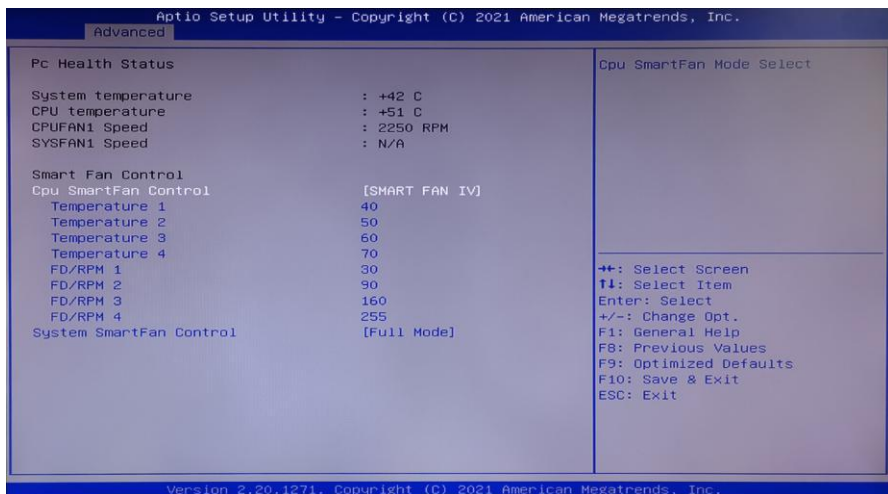 Aptio Setup Utility – Copyright (C) 2021 American Megatrends, Inc.
Advanced
Pc Health Status
System temperature : +42 C
CPU temperature : +51 C
CPUFAN1 Speed : 2250 RPM
SYSFAN1 Speed : N/A
Smart Fan Control
Cpu SmartFan Control [SMART FAN IV]
Temperature 1 40
Temperature 2 50
Temperature 3 60
Temperature 4 70
FD/RPM 1 30
FD/RPM 2 90
FD/RPM 3 160
FD/RPM 4 255
System SmartFan Control [Full Mode]
Cpu SmartFan Mode Select
→←: Select Screen
↑↓: Select Item
Enter: Select
+/-: Change Opt.
F1: General Help
F8: Previous Values
F9: Optimized Defaults
F10: Save & Exit
ESC: Exit
Version 2.20.1271. Copyright (C) 2021 American Megatrends, Inc.